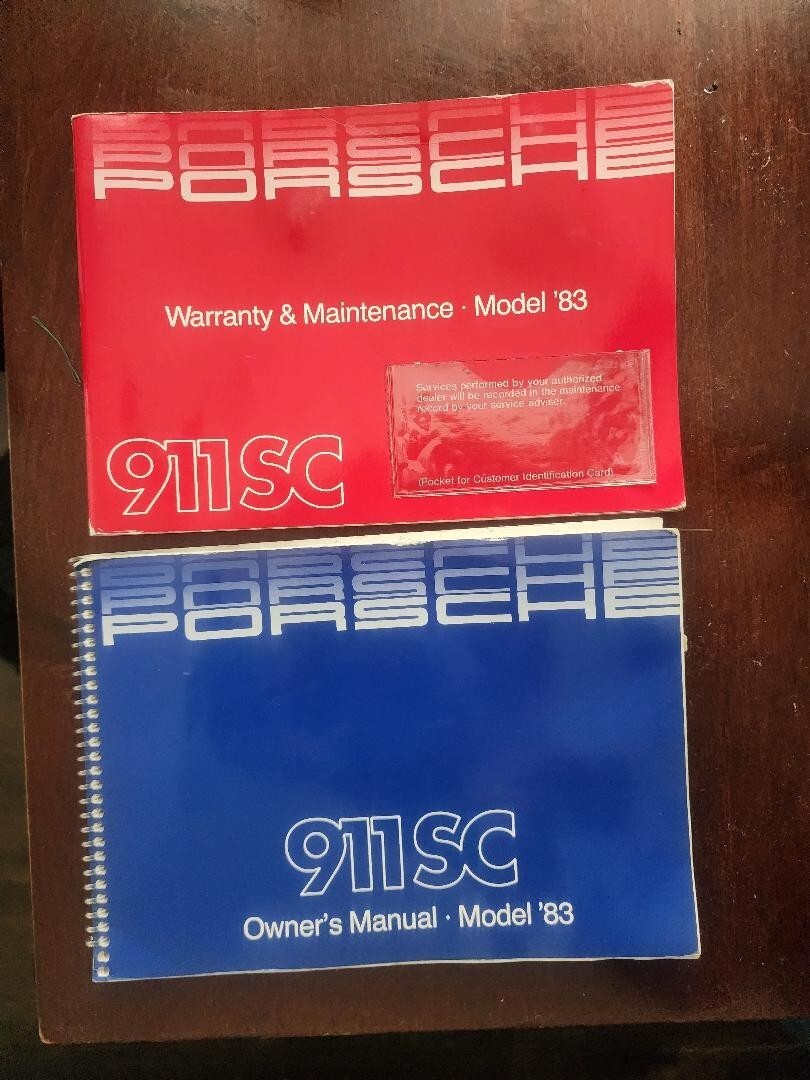 PORSCHE
PORSCHE
PORSCHE
Warranty & Maintenance · Model '83
Services performed by your authorized
dealer will be recorded in the maintenance
record by your service adviser.
(Pocket for Customer Identification Card)
911SC
PORSCHE
PORSCHE
PORSCHE
911SC
Owner's Manual · Model '83